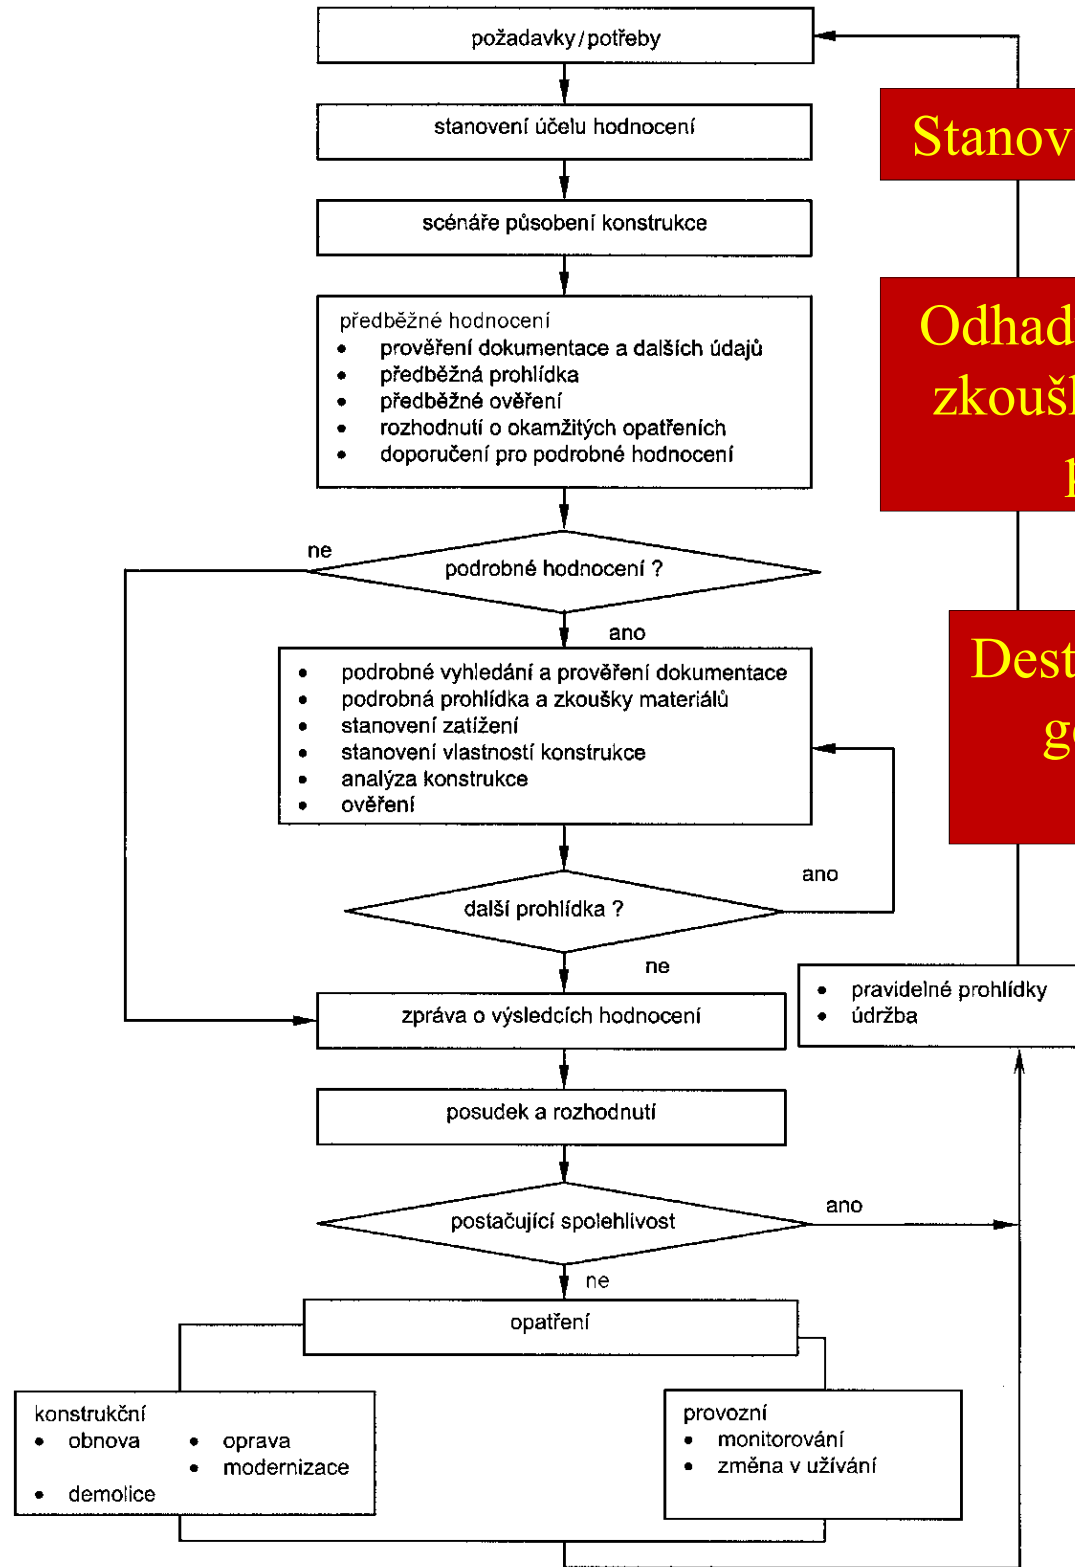 požadavky/potřeby
stanovení účelu hodnocení
scénáře působení konstrukce
předběžné hodnocení
• prověření dokumentace a dalších údajů
• předběžná prohlídka
• předběžné ověření
• rozhodnutí o okamžitých opatřeních
• doporučení pro podrobné hodnocení
ne
podrobné hodnocení ?
ano
• podrobné vyhledání a prověření dokumentace
• podrobná prohlídka a zkoušky materiálů
• stanovení zatížení
• stanovení vlastností konstrukce
• analýza konstrukce
• ověření
ano
další prohlídka ?
ne
zpráva o výsledcích hodnocení
• pravidelné prohlídky
• údržba
posudek a rozhodnutí
postačující spolehlivost
ano
ne
opatření
konstrukční
• obnova • oprava
• modernizace
• demolice
provozní
• monitorování
• změna v užívání
Stanov
Odhad
Dest